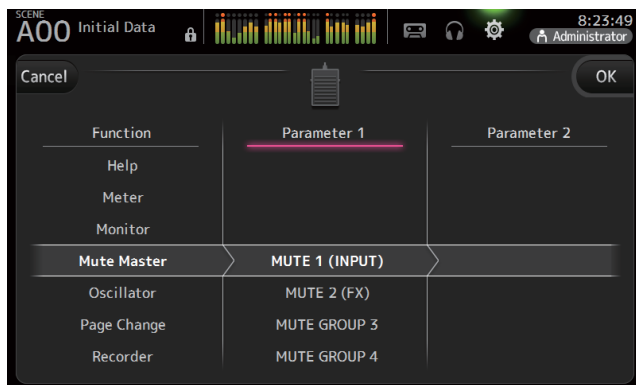 SCENE
A00 Initial Data
8:23:49
Administrator
Cancel
OK
Function Parameter 1 Parameter 2
Help
Meter
Monitor
Mute Master MUTE 1 (INPUT)
Oscillator MUTE 2 (FX)
Page Change MUTE GROUP 3
Recorder MUTE GROUP 4